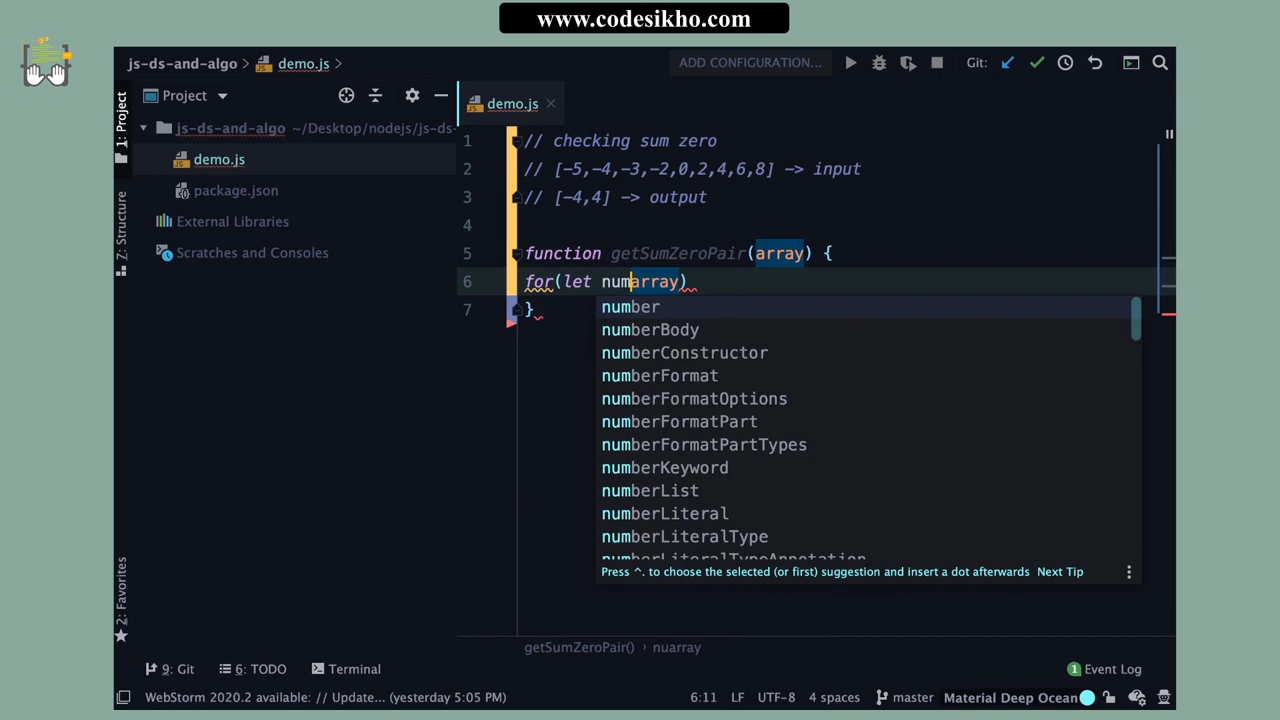 www.codesikho.com
js-ds-and-algo > demo.js >
ADD CONFIGURATION...
Git:
Project
demo.js
1: Project
js-ds-and-algo ~/Desktop/nodejs/js-ds-
demo.js
package.json
External Libraries
Scratches and Consoles
Z: Structure
2: Favorites
1 // checking sum zero
2 // [-5,-4,-3,-2,0,2,4,6,8] -> input
3 // [-4,4] -> output
4
5 function getSumZeroPair(array) {
6 for(let numarray)
7 }
number
numberBody
numberConstructor
numberFormat
numberFormatOptions
numberFormatPart
numberFormatPartTypes
numberKeyword
numberList
numberLiteral
numberLiteralType
numberLiteralTypeAnnotation
Press ^. to choose the selected (or first) suggestion and insert a dot afterwards Next Tip
getSumZeroPair() > nuarray
9: Git
6: TODO
Terminal
1 Event Log
WebStorm 2020.2 available: // Update... (yesterday 5:05 PM)
6:11 LF UTF-8 4 spaces master Material Deep Ocean